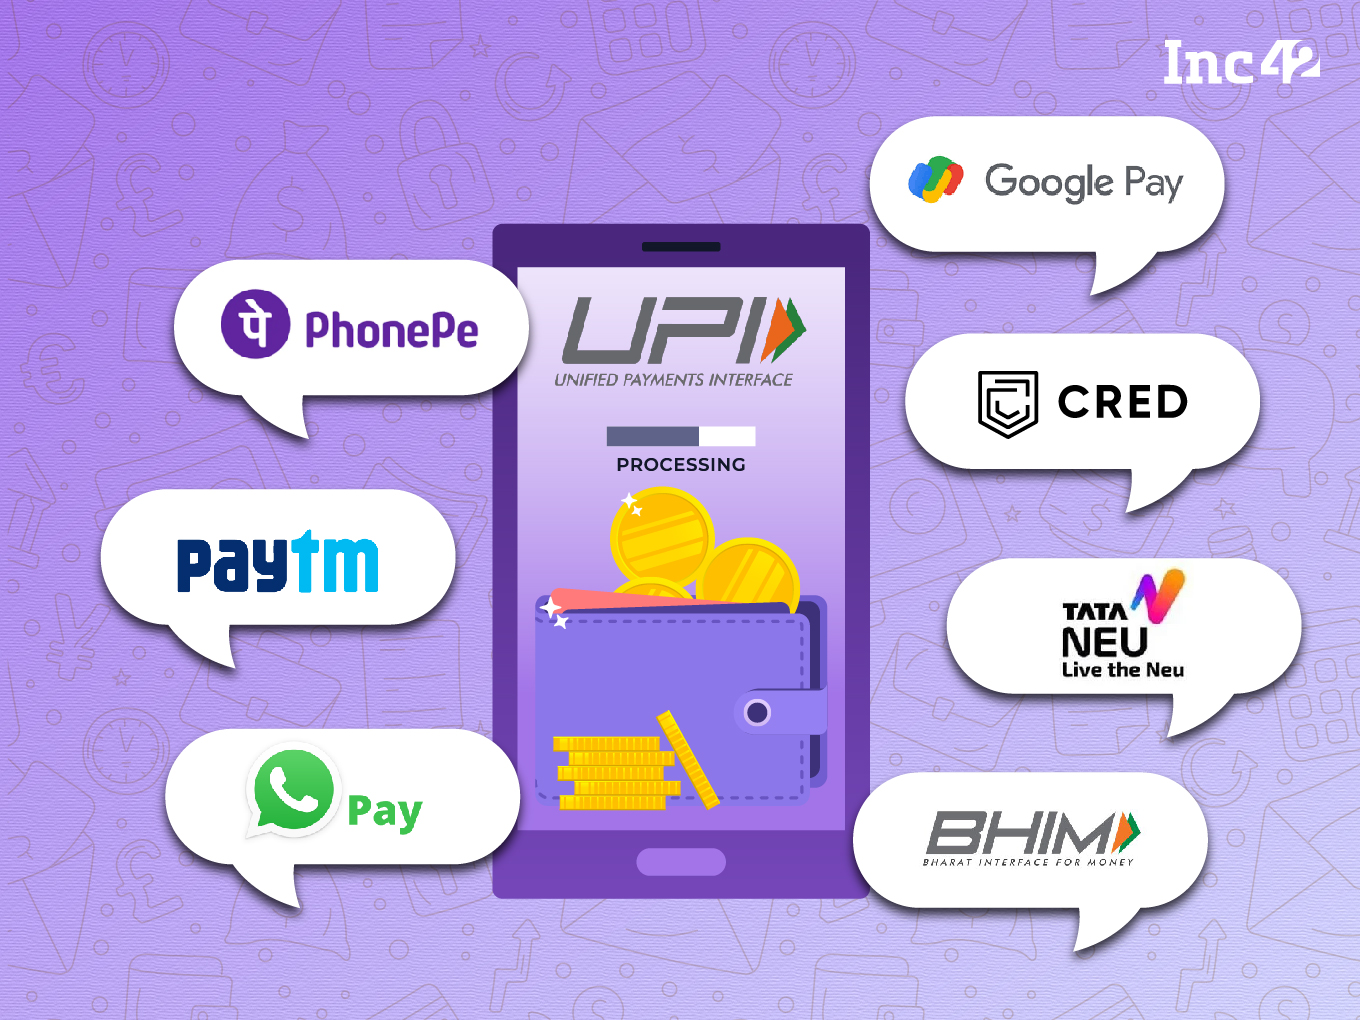 Inc42
Google Pay
पे PhonePe
UPI
UNIFIED PAYMENTS INTERFACE
CRED
PROCESSING
paytm
TATA
NEU
Live the Neu
Pay
BHIM
BHARAT INTERFACE FOR MONEY